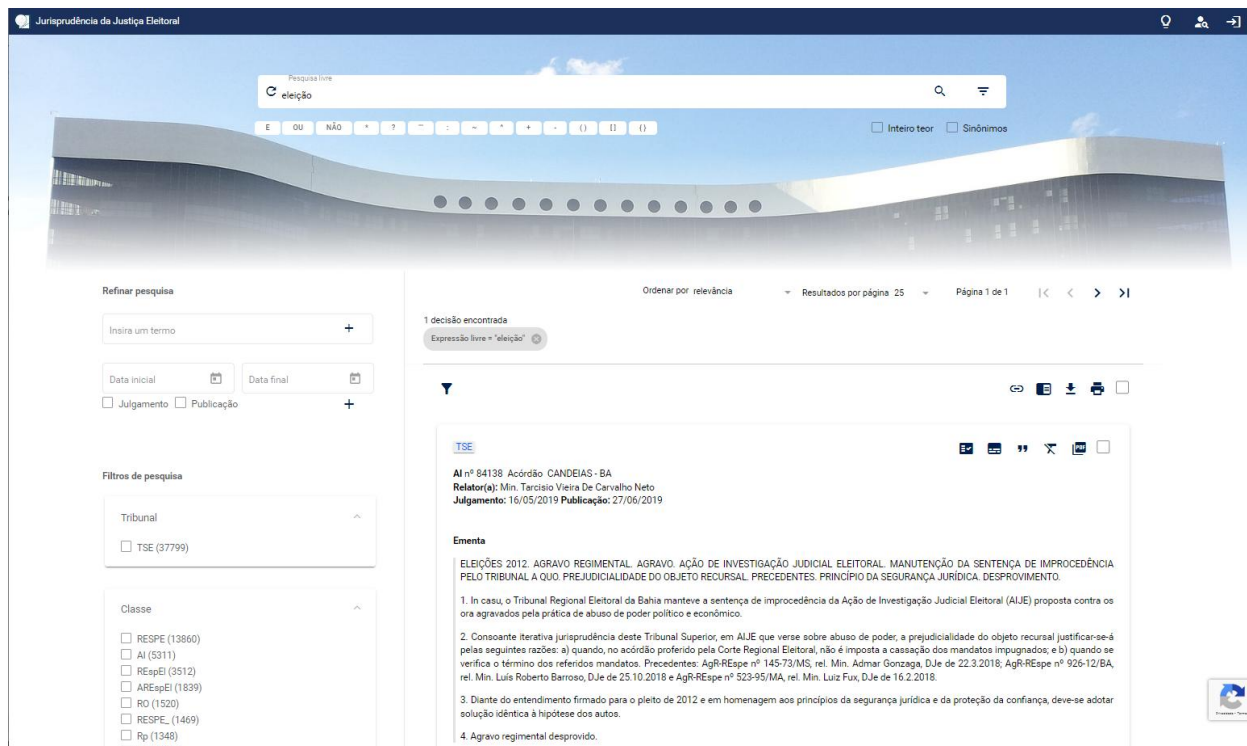 Jurisprudência da Justiça Eleitoral
Pesquisa livre
eleição
E OU NÃO * ? ^ : ~ " + - () [] {}
Inteiro teor Sinônimos
Refinar pesquisa
Insira um termo
Data inicial Data final
Julgamento Publicação
Filtros de pesquisa
Tribunal
TSE (37799)
Classe
RESPE (13860)
AI (5311)
REspEl (3512)
AREspEl (1839)
RO (1520)
RESPE_ (1469)
Rp (1348)
Ordenar por relevância Resultados por página 25 Página 1 de 1
1 decisão encontrada
Expressão livre = "eleição"
TSE
AI nº 84138 Acórdão CANDEIAS - BA
Relator(a): Min. Tarcisio Vieira De Carvalho Neto
Julgamento: 16/05/2019 Publicação: 27/06/2019
Ementa
ELEIÇÕES 2012. AGRAVO REGIMENTAL. AGRAVO. AÇÃO DE INVESTIGAÇÃO JUDICIAL ELEITORAL. MANUTENÇÃO DA SENTENÇA DE IMPROCEDÊNCIA
PELO TRIBUNAL A QUO. PREJUDICIALIDADE DO OBJETO RECURSAL. PRECEDENTES. PRINCÍPIO DA SEGURANÇA JURÍDICA. DESPROVIMENTO.
1. In casu, o Tribunal Regional Eleitoral da Bahia manteve a sentença de improcedência da Ação de Investigação Judicial Eleitoral (AIJE) proposta contra os
ora agravados pela prática de abuso de poder político e econômico.
2. Consoante iterativa jurisprudência deste Tribunal Superior, em AIJE que verse sobre abuso de poder, a prejudicialidade do objeto recursal justificar-se-á
pelas seguintes razões: a) quando, no acórdão proferido pela Corte Regional Eleitoral, não é imposta a cassação dos mandatos impugnados; e b) quando se
verifica o término dos referidos mandatos. Precedentes: AgR-REspe nº 145-73/MS, rel. Min. Admar Gonzaga, DJe de 22.3.2018; AgR-REspe nº 926-12/BA,
rel. Min. Luís Roberto Barroso, DJe de 25.10.2018 e AgR-REspe nº 523-95/MA, rel. Min. Luiz Fux, DJe de 16.2.2018.
3. Diante do entendimento firmado para o pleito de 2012 e em homenagem aos princípios da segurança jurídica e da proteção da confiança, deve-se adotar
solução idêntica à hipótese dos autos.
4. Agravo regimental desprovido.
PDF